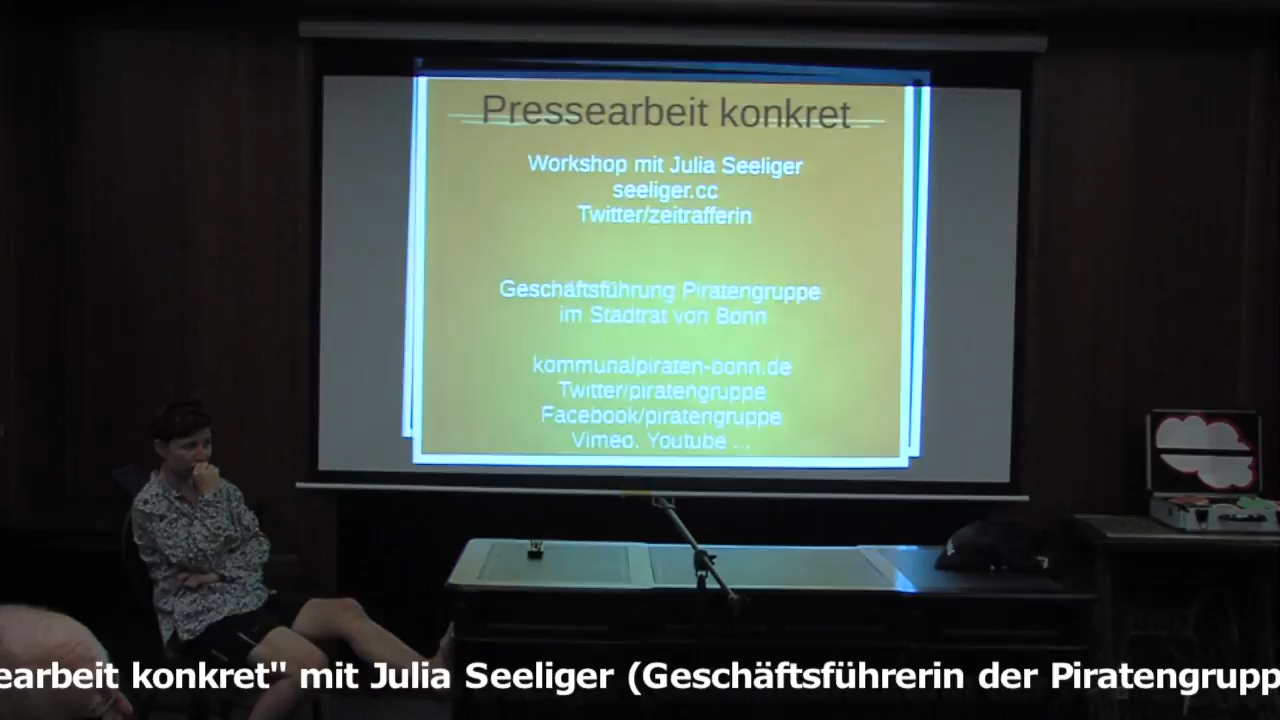 Pressearbeit konkret
Workshop mit Julia Seeliger
seeliger.cc
Twitter/zeitrafferin
Geschäftsführung Piratengruppe
im Stadtrat von Bonn
kommunalpiraten-bonn.de
Twitter/piratengruppe
Facebook/piratengruppe
Vimeo, Youtube ...
earbeit konkret" mit Julia Seeliger (Geschäftsführerin der Piratengrupp